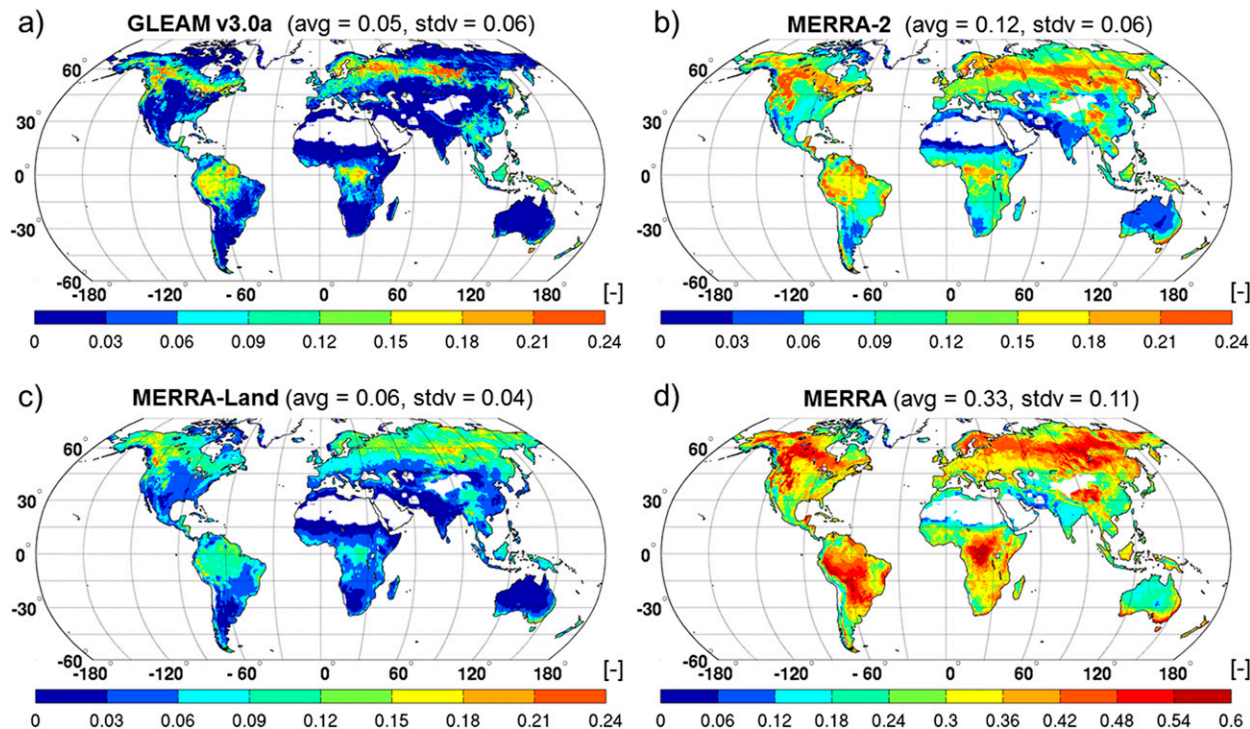 a) GLEAM v3.0a (avg = 0.05, stdv = 0.06)
60
30
0
-30
-60
-180 -120 -60 0 60 120 180 [-]
0 0.03 0.06 0.09 0.12 0.15 0.18 0.21 0.24
b) MERRA-2 (avg = 0.12, stdv = 0.06)
60
30
0
-30
-60
-180 -120 -60 0 60 120 180 [-]
0 0.03 0.06 0.09 0.12 0.15 0.18 0.21 0.24
c) MERRA-Land (avg = 0.06, stdv = 0.04)
60
30
0
-30
-60
-180 -120 -60 0 60 120 180 [-]
0 0.03 0.06 0.09 0.12 0.15 0.18 0.21 0.24
d) MERRA (avg = 0.33, stdv = 0.11)
60
30
0
-30
-60
-180 -120 -60 0 60 120 180 [-]
0 0.06 0.12 0.18 0.24 0.3 0.36 0.42 0.48 0.54 0.6